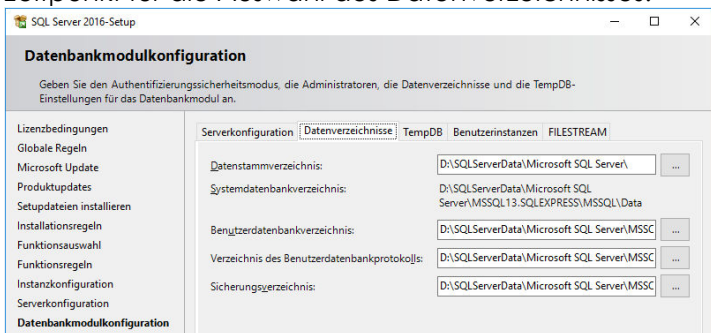 SQL Server 2016-Setup
Datenbankmodulkonfiguration
Geben Sie den Authentifizierungssicherheitsmodus, die Administratoren, die Datenverzeichnisse und die TempDB-
Einstellungen für das Datenbankmodul an.
Lizenzbedingungen
Globale Regeln
Microsoft Update
Produktupdates
Setupdateien installieren
Installationsregeln
Funktionsauswahl
Funktionsregeln
Instanzkonfiguration
Serverkonfiguration
Datenbankmodulkonfiguration
Serverkonfiguration Datenverzeichnisse TempDB Benutzerinstanzen FILESTREAM
Datenstammverzeichnis: D:\SQLServerData\Microsoft SQL Server\ ...
Systemdatenbankverzeichnis: D:\SQLServerData\Microsoft SQL
Server\MSSQL13.SQLEXPRESS\MSSQL\Data
Benutzerdatenbankverzeichnis: D:\SQLServerData\Microsoft SQL Server\MSSC ...
Verzeichnis des Benutzerdatenbankprotokolls: D:\SQLServerData\Microsoft SQL Server\MSSC ...
Sicherungsverzeichnis: D:\SQLServerData\Microsoft SQL Server\MSSC ...